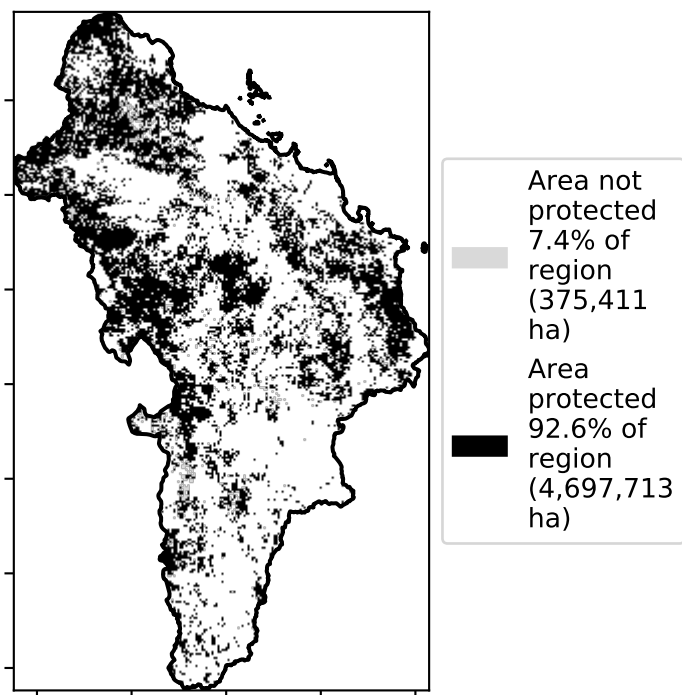 Area not
protected
7.4% of
region
(375,411
ha)
Area
protected
92.6% of
region
(4,697,713
ha)